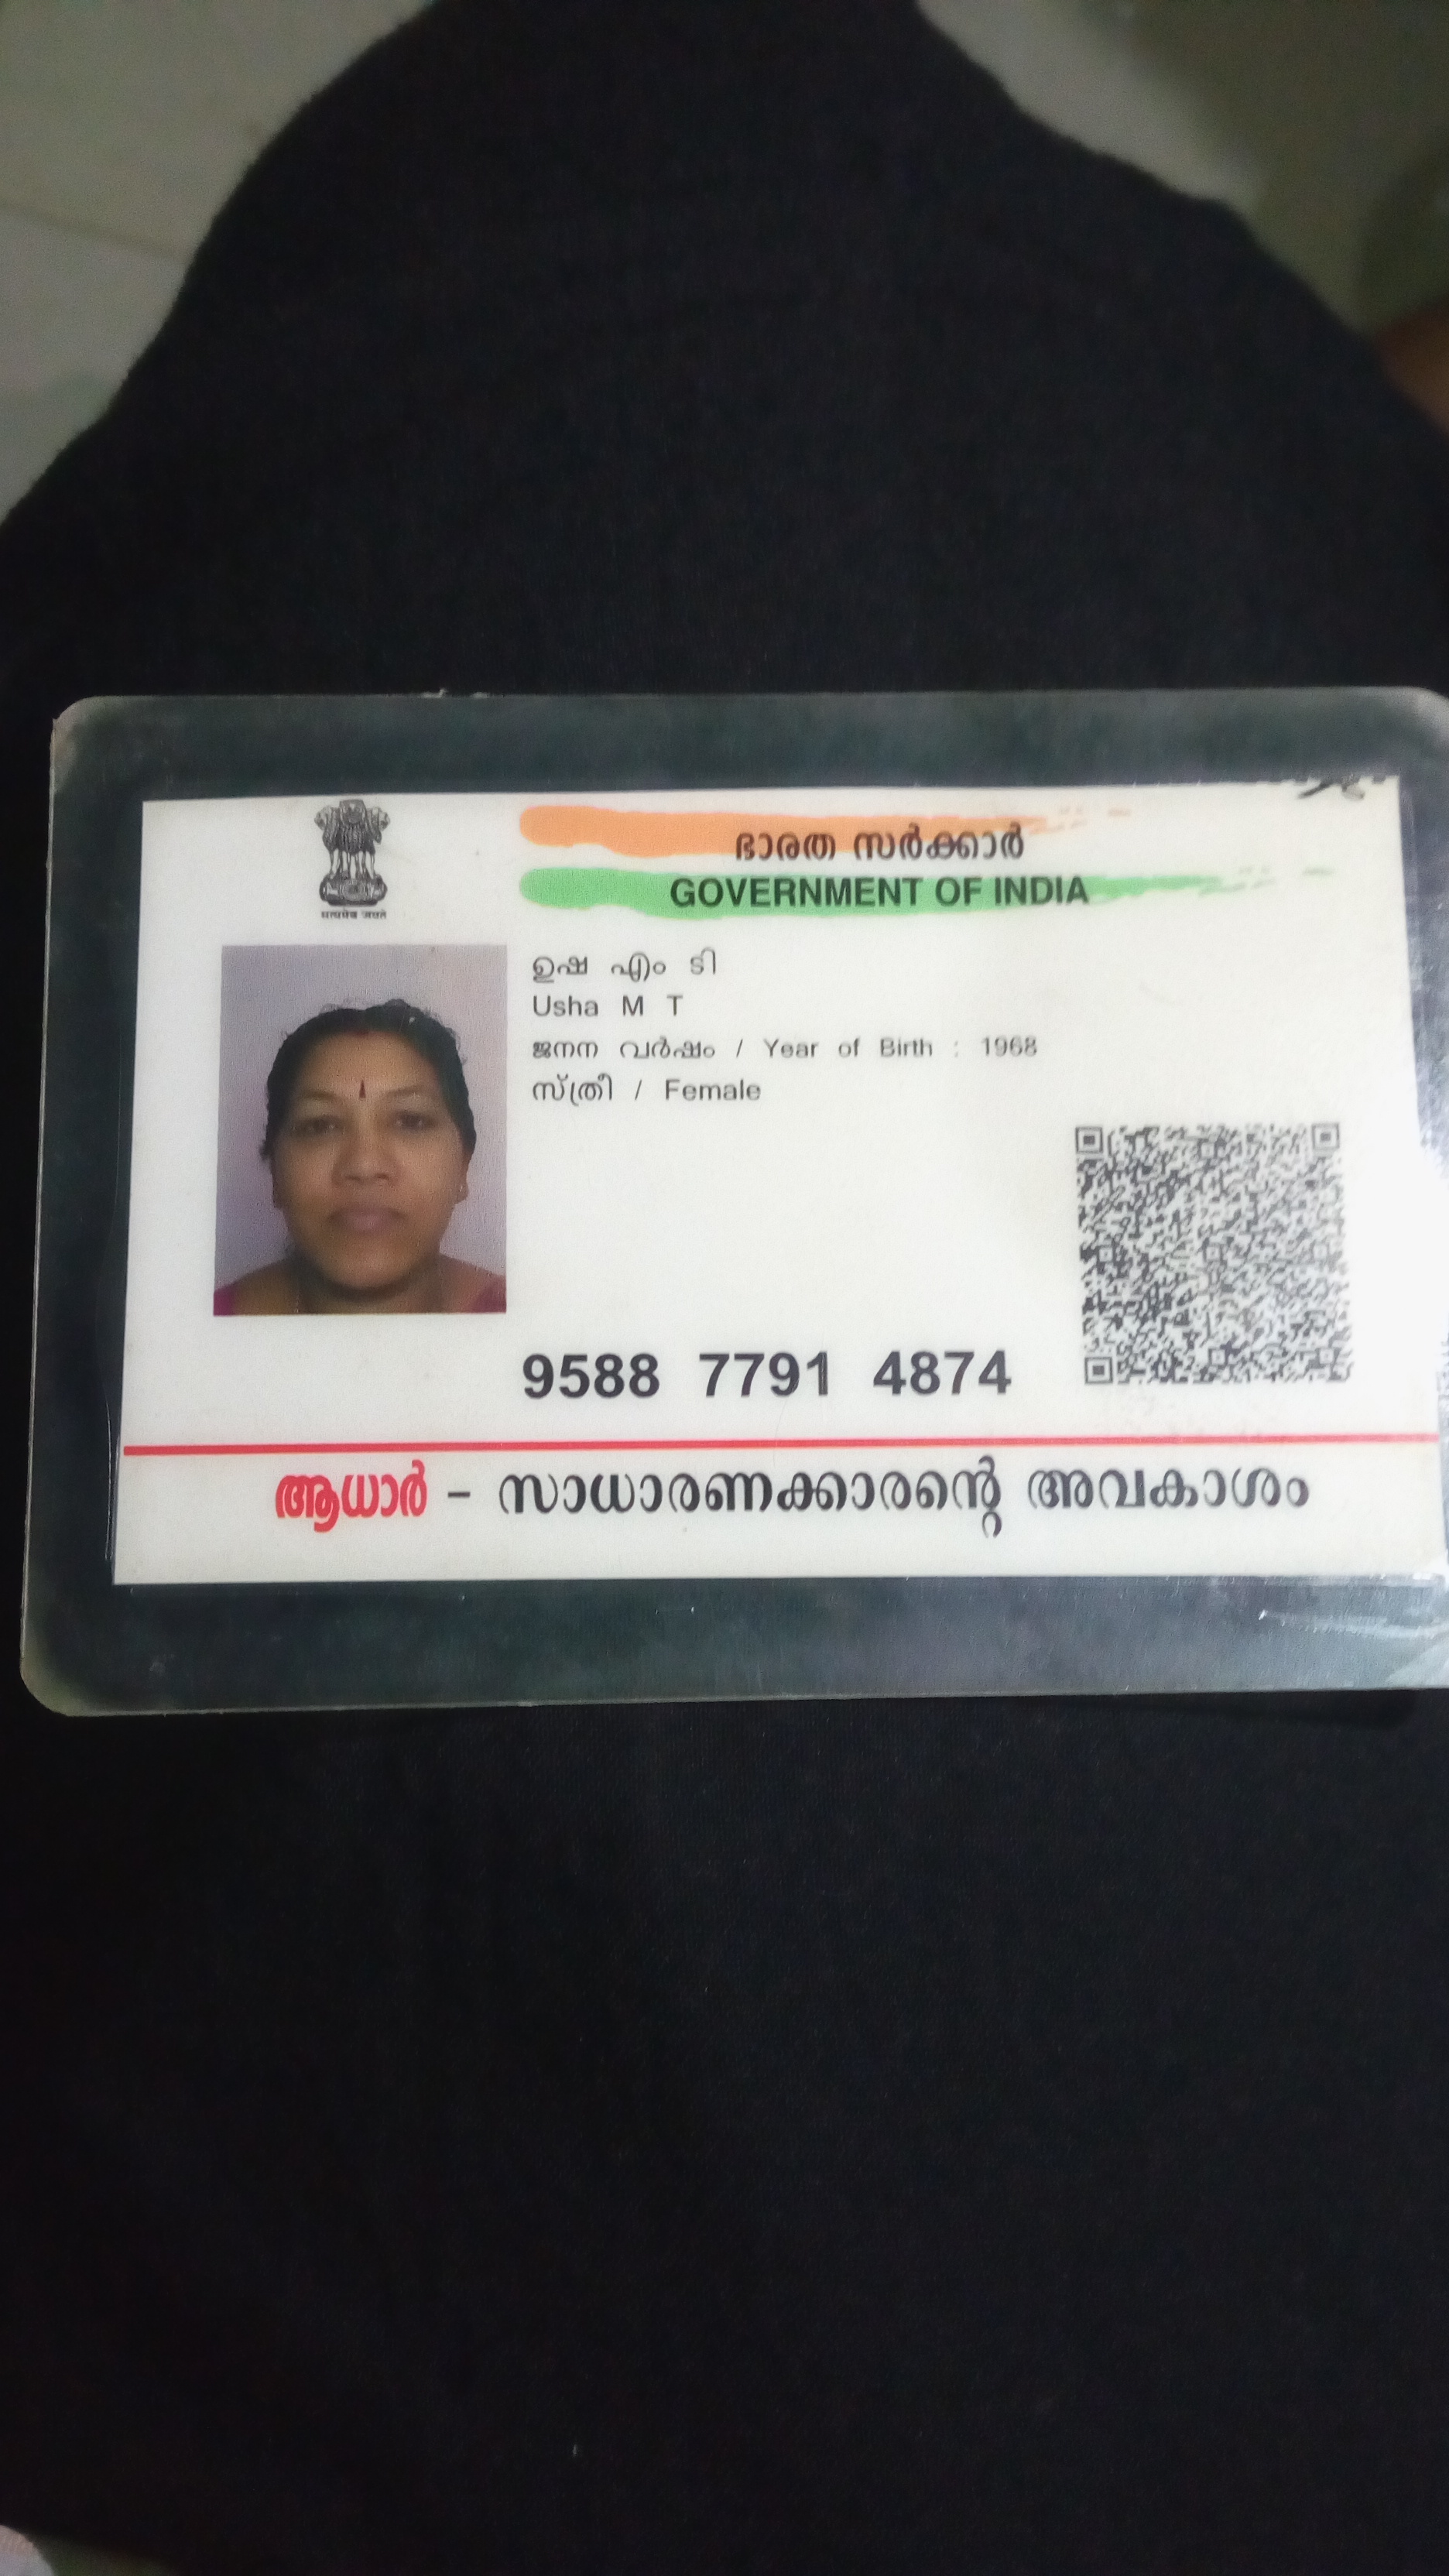 ഭാരത സർക്കാർ
GOVERNMENT OF INDIA
सत्यमेव जयते
ഉഷ എം ടി
Usha M T
ജനന വർഷം / Year of Birth : 1968
സ്ത്രീ / Female
9588 7791 4874
ആധാർ - സാധാരണക്കാരന്റെ അവകാശം